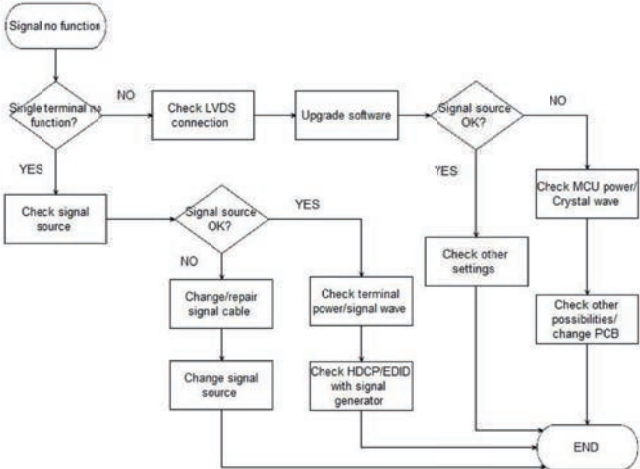 Signal no function
Single terminal no
function?
NO
Check LVDS
connection
Upgrade software
Signal source
OK?
NO
YES
YES
Check signal
source
Signal source
OK?
YES
Check MCU power/
Crystal wave
NO
Check other
settings
Change/repair
signal cable
Check terminal
power/signal wave
Check other
possibilities/
change PCB
Change signal
source
Check HDCP/EDID
with signal
generator
END